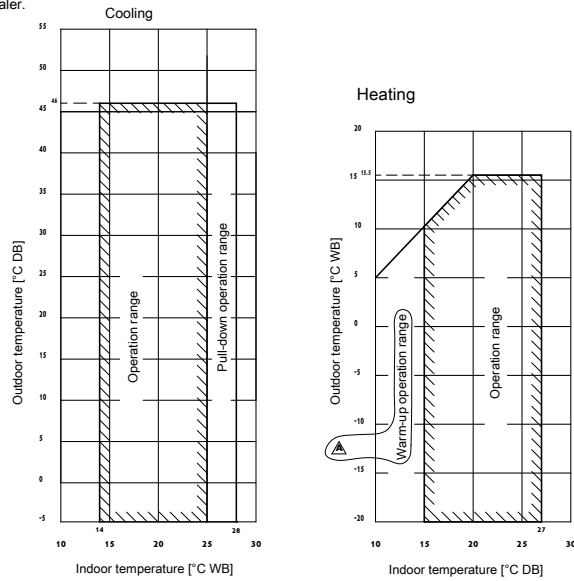 aler.
Cooling
55
50
46
45
40
35
30
25
20
15
10
5
0
-5
14
28
10 15 20 25 30
Outdoor temperature [°C DB]
Operation range
Pull-down operation range
Indoor temperature [°C WB]
Heating
20
15
15.5
10
5
0
-5
-10
-15
-20
27
10 15 20 25 30
Outdoor temperature [°C WB]
A
Warm-up operation range
Operation range
Indoor temperature [°C DB]